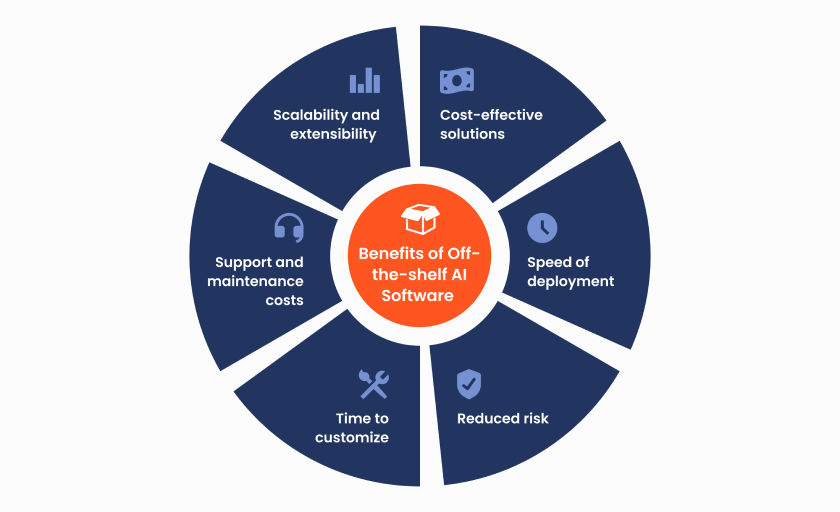 Benefits of Off-
the-shelf AI
Software
Cost-effective
solutions
Speed of
deployment
Reduced risk
Time to
customize
Support and
maintenance
costs
Scalability and
extensibility